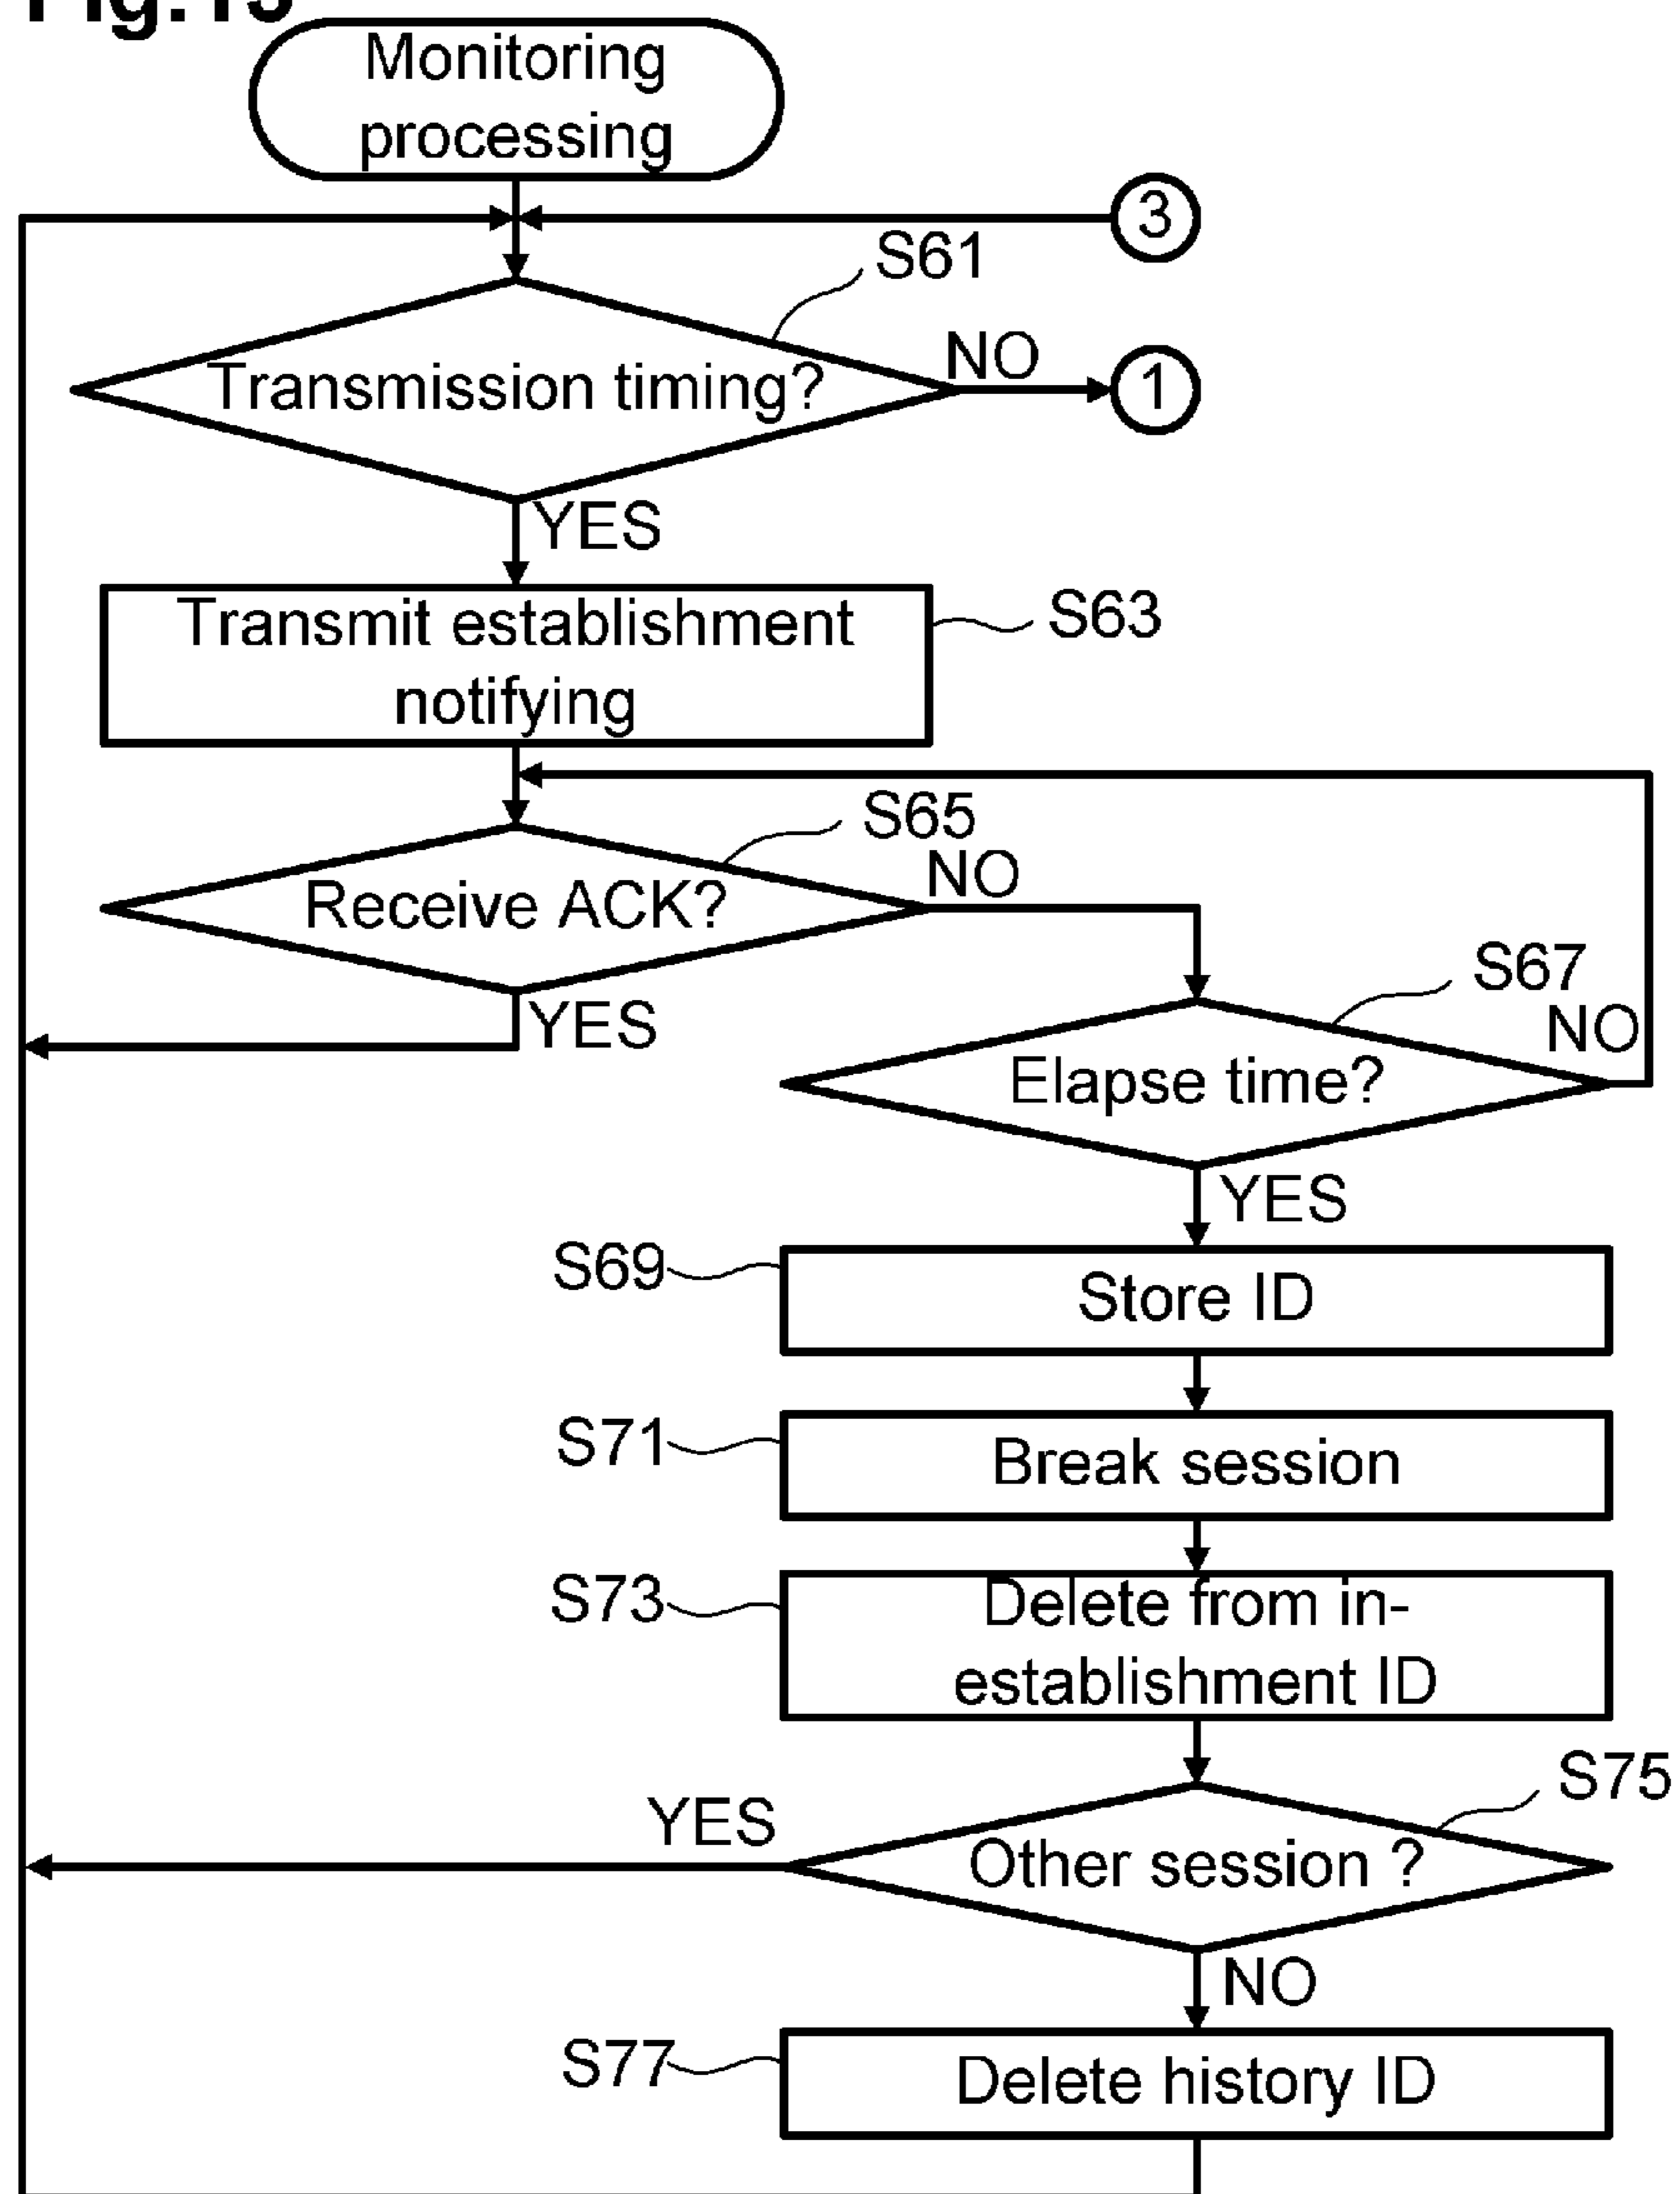 Monitoring
processing
3
S61
Transmission timing?
NO
1
YES
Transmit establishment
notifying
S63
S65
Receive ACK?
NO
YES
S67
Elapse time?
NO
YES
S69
Store ID
S71
Break session
S73
Delete from in-
establishment ID
S75
YES
Other session ?
NO
S77
Delete history ID